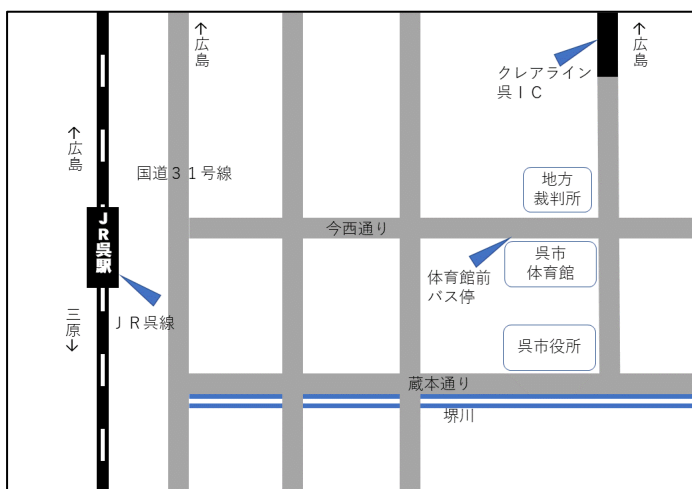 ↑広島
↑広島
クレアライン
呉ＩＣ
↑広島
国道３１号線
地方
裁判所
ＪＲ呉駅
今西通り
呉市
体育館
体育館前
バス停
三原↓
ＪＲ呉線
呉市役所
蔵本通り
堺川